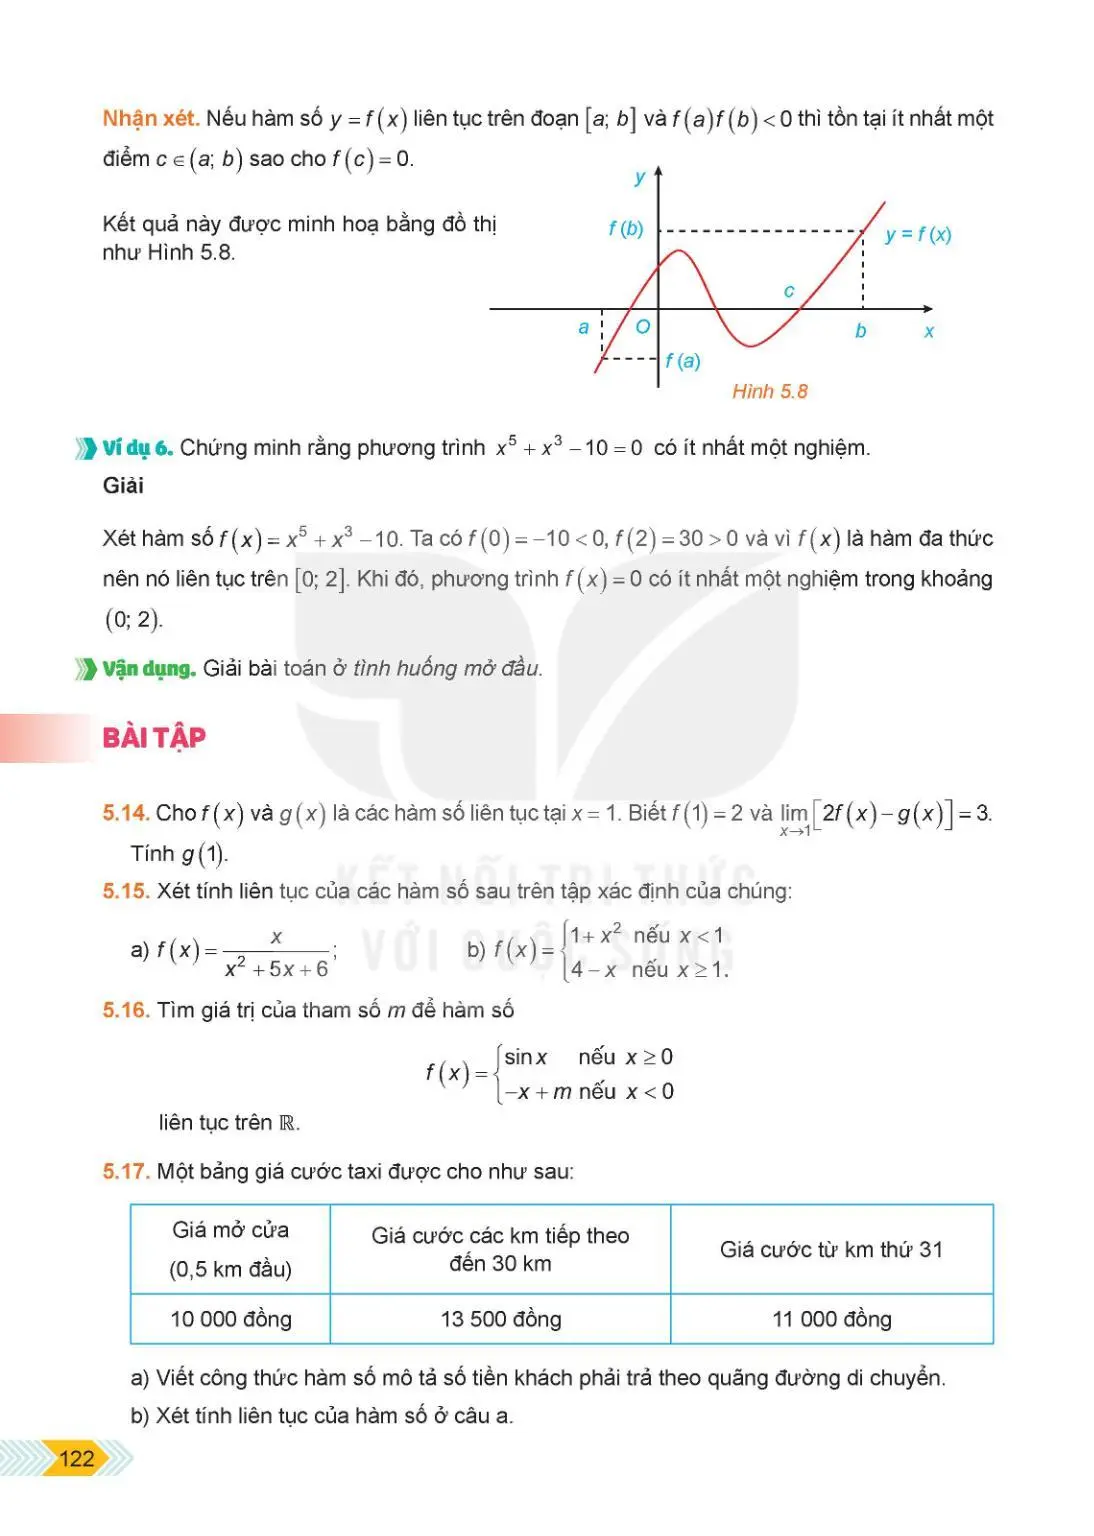 Nhận xét. Nếu hàm số y = f(x) liên tục trên đoạn [a; b] và f(a)f(b) < 0 thì tồn tại ít nhất một
điểm c ∈ (a; b) sao cho f(c) = 0.
Kết quả này được minh hoạ bằng đồ thị
như Hình 5.8.
y
f(b)
y = f(x)
c
a
O
b
x
f(a)
Hình 5.8
Ví dụ 6. Chứng minh rằng phương trình x⁵ + x³ − 10 = 0 có ít nhất một nghiệm.
Giải
Xét hàm số f(x) = x⁵ + x³ − 10. Ta có f(0) = −10 < 0, f(2) = 30 > 0 và vì f(x) là hàm đa thức
nên nó liên tục trên [0; 2]. Khi đó, phương trình f(x) = 0 có ít nhất một nghiệm trong khoảng
(0; 2).
Vận dụng. Giải bài toán ở tình huống mở đầu.
BÀI TẬP
5.14. Cho f(x) và g(x) là các hàm số liên tục tại x = 1. Biết f(1) = 2 và lim x→1 [2f(x) − g(x)] = 3.
Tính g(1).
KẾT NỐI TRI THỨC
5.15. Xét tính liên tục của các hàm số sau trên tập xác định của chúng:
VỚI CUỘC SỐNG
a) f(x) = x / (x² + 5x + 6); b) f(x) = { 1 + x² nếu x < 1
4 − x nếu x ≥ 1.
5.16. Tìm giá trị của tham số m để hàm số
f(x) = { sin x nếu x ≥ 0
−x + m nếu x < 0
liên tục trên ℝ.
5.17. Một bảng giá cước taxi được cho như sau:
Giá mở cửa
(0,5 km đầu)
Giá cước các km tiếp theo
đến 30 km
Giá cước từ km thứ 31
10 000 đồng
13 500 đồng
11 000 đồng
a) Viết công thức hàm số mô tả số tiền khách phải trả theo quãng đường di chuyển.
b) Xét tính liên tục của hàm số ở câu a.
122